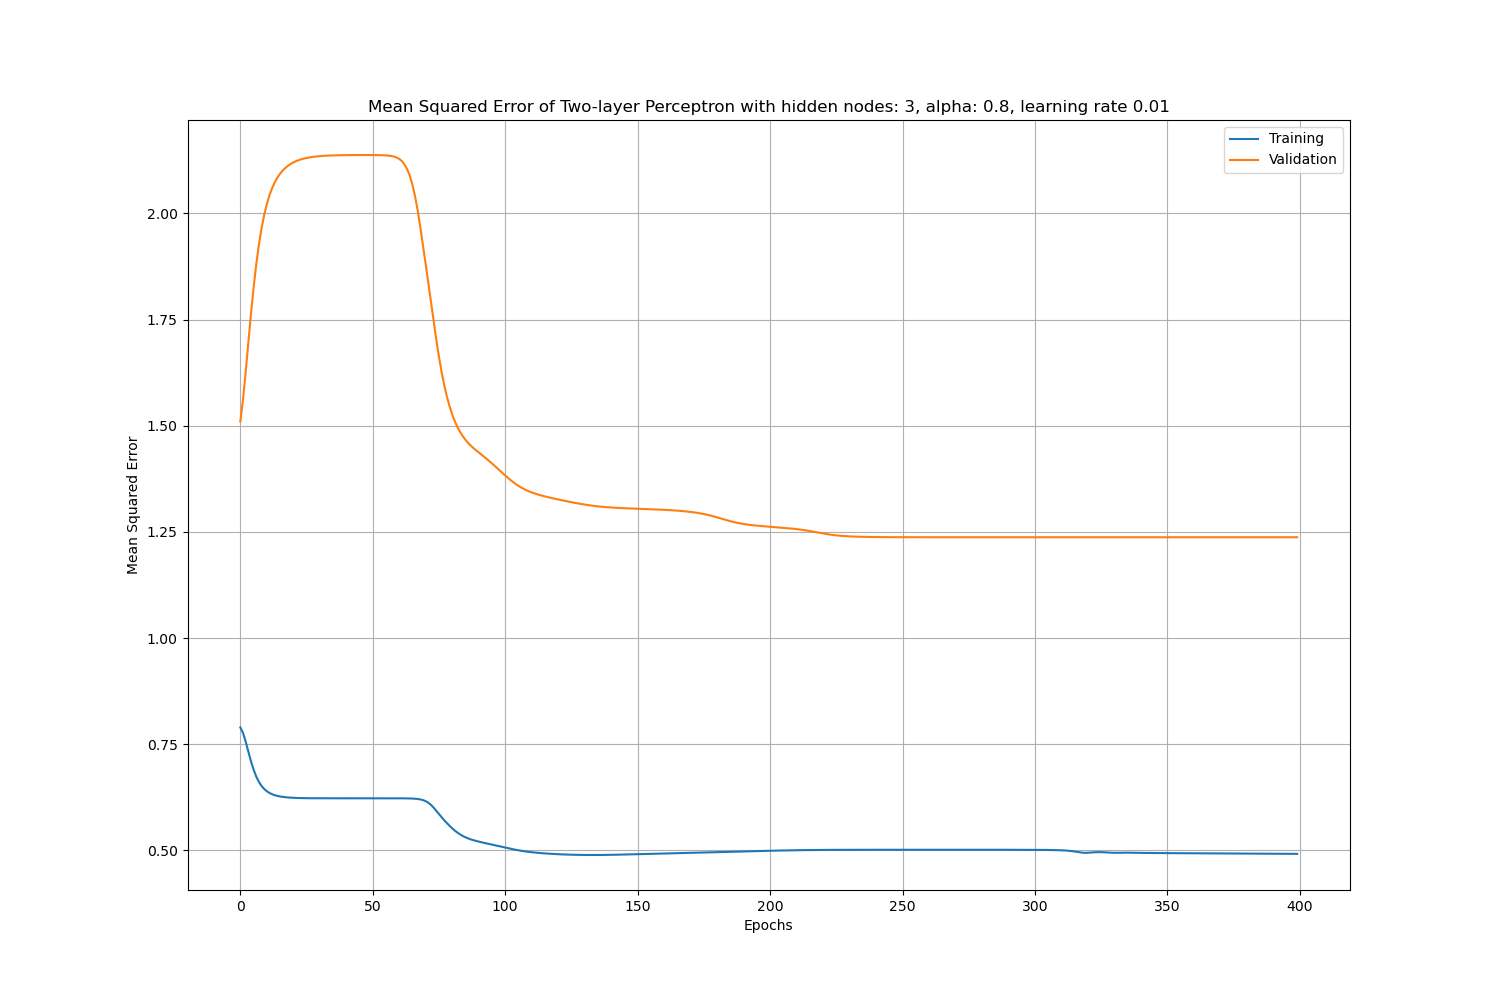 Mean Squared Error of Two-layer Perceptron with hidden nodes: 3, alpha: 0.8, learning rate 0.01
Training
Validation
Mean Squared Error
2.00
1.75
1.50
1.25
1.00
0.75
0.50
0 50 100 150 200 250 300 350 400
Epochs